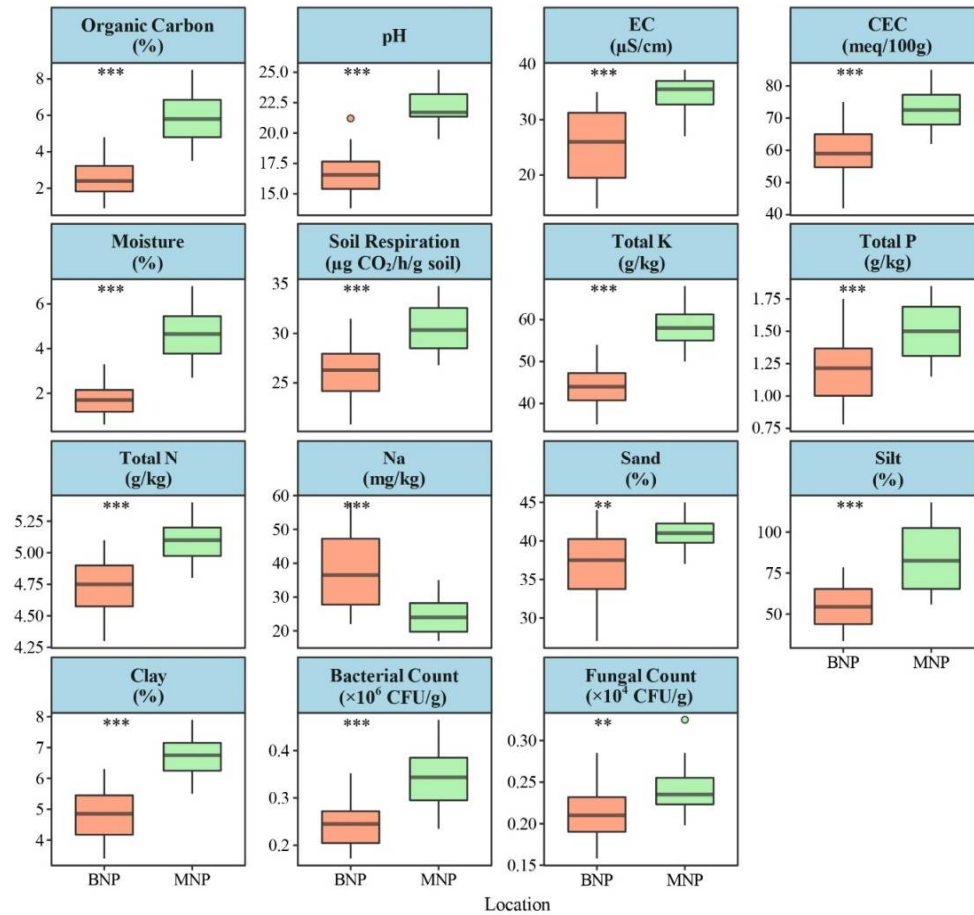 Organic Carbon
(%)
pH
EC
(µS/cm)
CEC
(meq/100g)
***
8
6
4
2
***
25.0
22.5
20.0
17.5
15.0
***
40
30
20
***
80
70
60
50
40
Moisture
(%)
Soil Respiration
(µg CO₂/h/g soil)
Total K
(g/kg)
Total P
(g/kg)
***
6
4
2
***
30
25
***
60
50
40
***
1.75
1.50
1.25
1.00
0.75
Total N
(g/kg)
Na
(mg/kg)
Sand
(%)
Silt
(%)
***
5.25
5.00
4.75
4.50
4.25
***
60
50
40
30
20
**
45
40
35
30
***
100
75
50
BNP MNP
Clay
(%)
Bacterial Count
(×10⁶ CFU/g)
Fungal Count
(×10⁴ CFU/g)
***
8
7
6
5
4
***
0.4
0.3
0.2
**
0.30
0.25
0.20
0.15
BNP MNP
BNP MNP
BNP MNP
Location